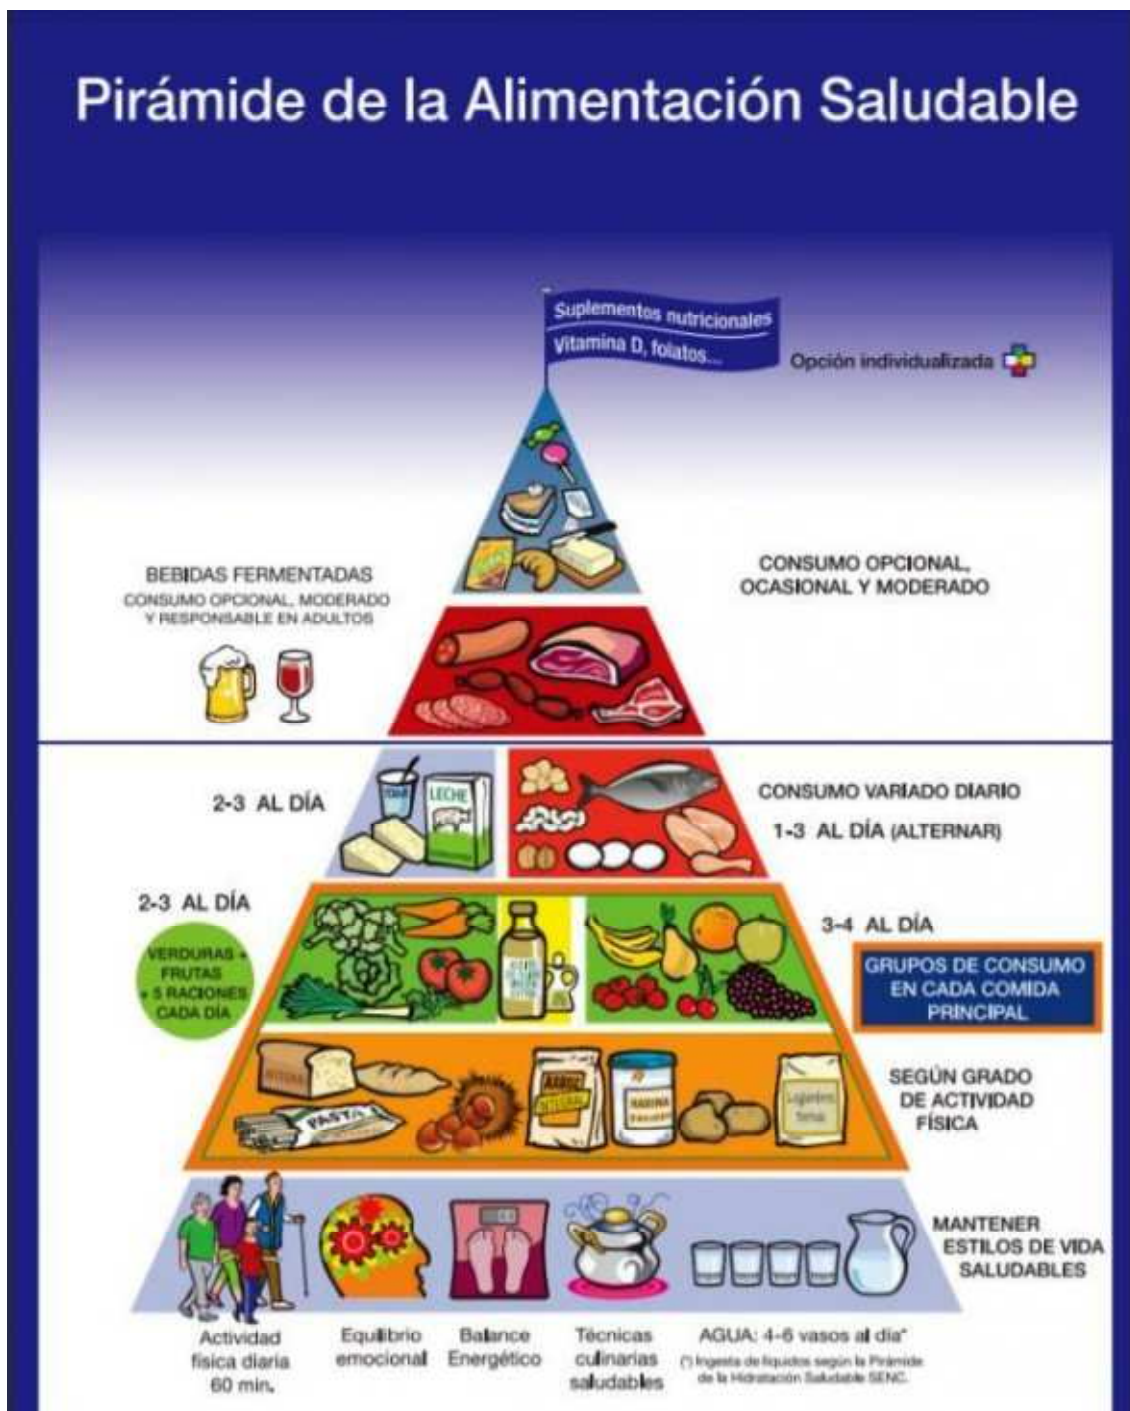 Pirámide de la Alimentación Saludable
Suplementos nutricionales
Vitamina D, folatos...
Opción individualizada
BEBIDAS FERMENTADAS
CONSUMO OPCIONAL, MODERADO
Y RESPONSABLE EN ADULTOS
CONSUMO OPCIONAL,
OCASIONAL Y MODERADO
2-3 AL DÍA
LECHE
CONSUMO VARIADO DIARIO
1-3 AL DÍA (ALTERNAR)
2-3 AL DÍA
VERDURAS +
FRUTAS
+ 5 RACIONES
CADA DÍA
3-4 AL DÍA
GRUPOS DE CONSUMO
EN CADA COMIDA
PRINCIPAL
PASTA
ARROZ
INTEGRAL
HARINA
SEGÚN GRADO
DE ACTIVIDAD
FÍSICA
MANTENER
ESTILOS DE VIDA
SALUDABLES
Actividad
física diaria
60 min.
Equilibrio
emocional
Balance
Energético
Técnicas
culinarias
saludables
AGUA: 4-6 vasos al día*
(*) Ingesta de líquidos según la Pirámide
de la Hidratación Saludable SENC.